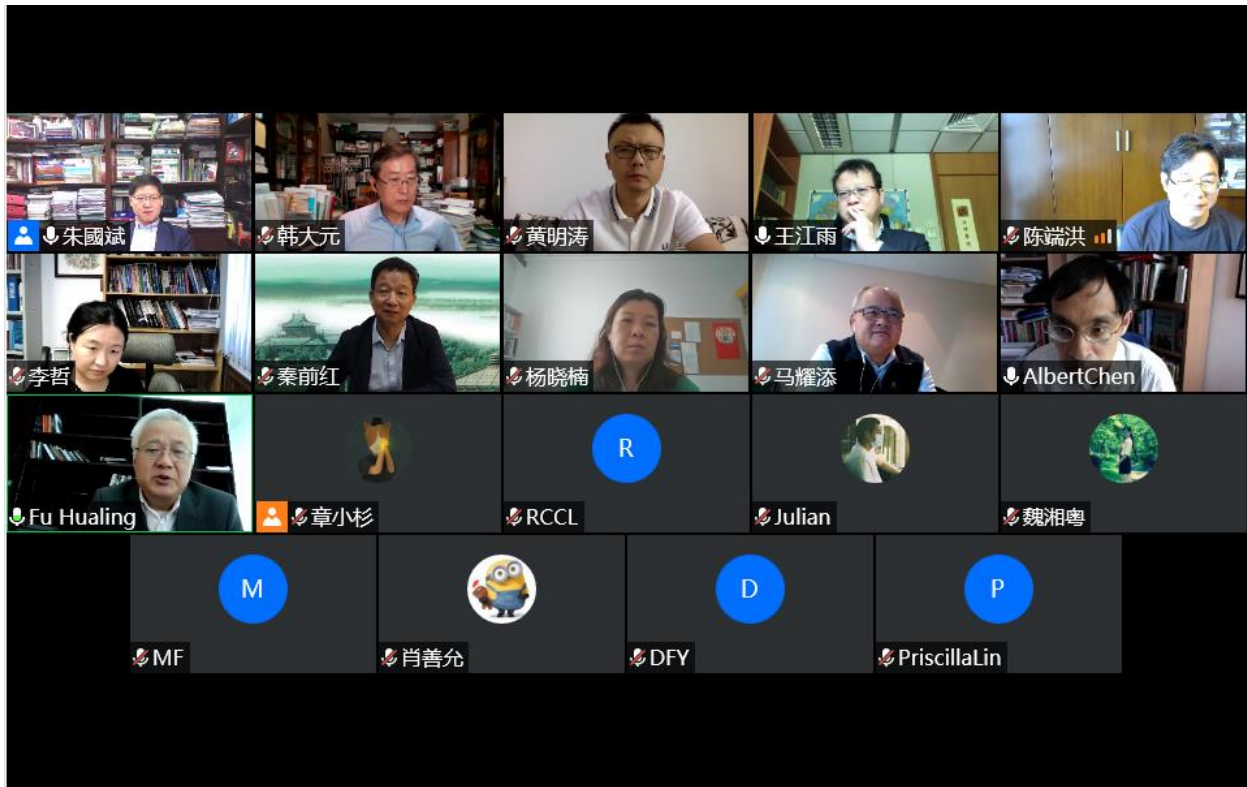 朱國斌
韩大元
黄明涛
王江雨
陈端洪
李哲
秦前红
杨晓楠
马耀添
AlbertChen
Fu Hualing
章小杉
R
RCCL
Julian
魏湘粤
M
MF
肖善允
D
DFY
P
PriscillaLin